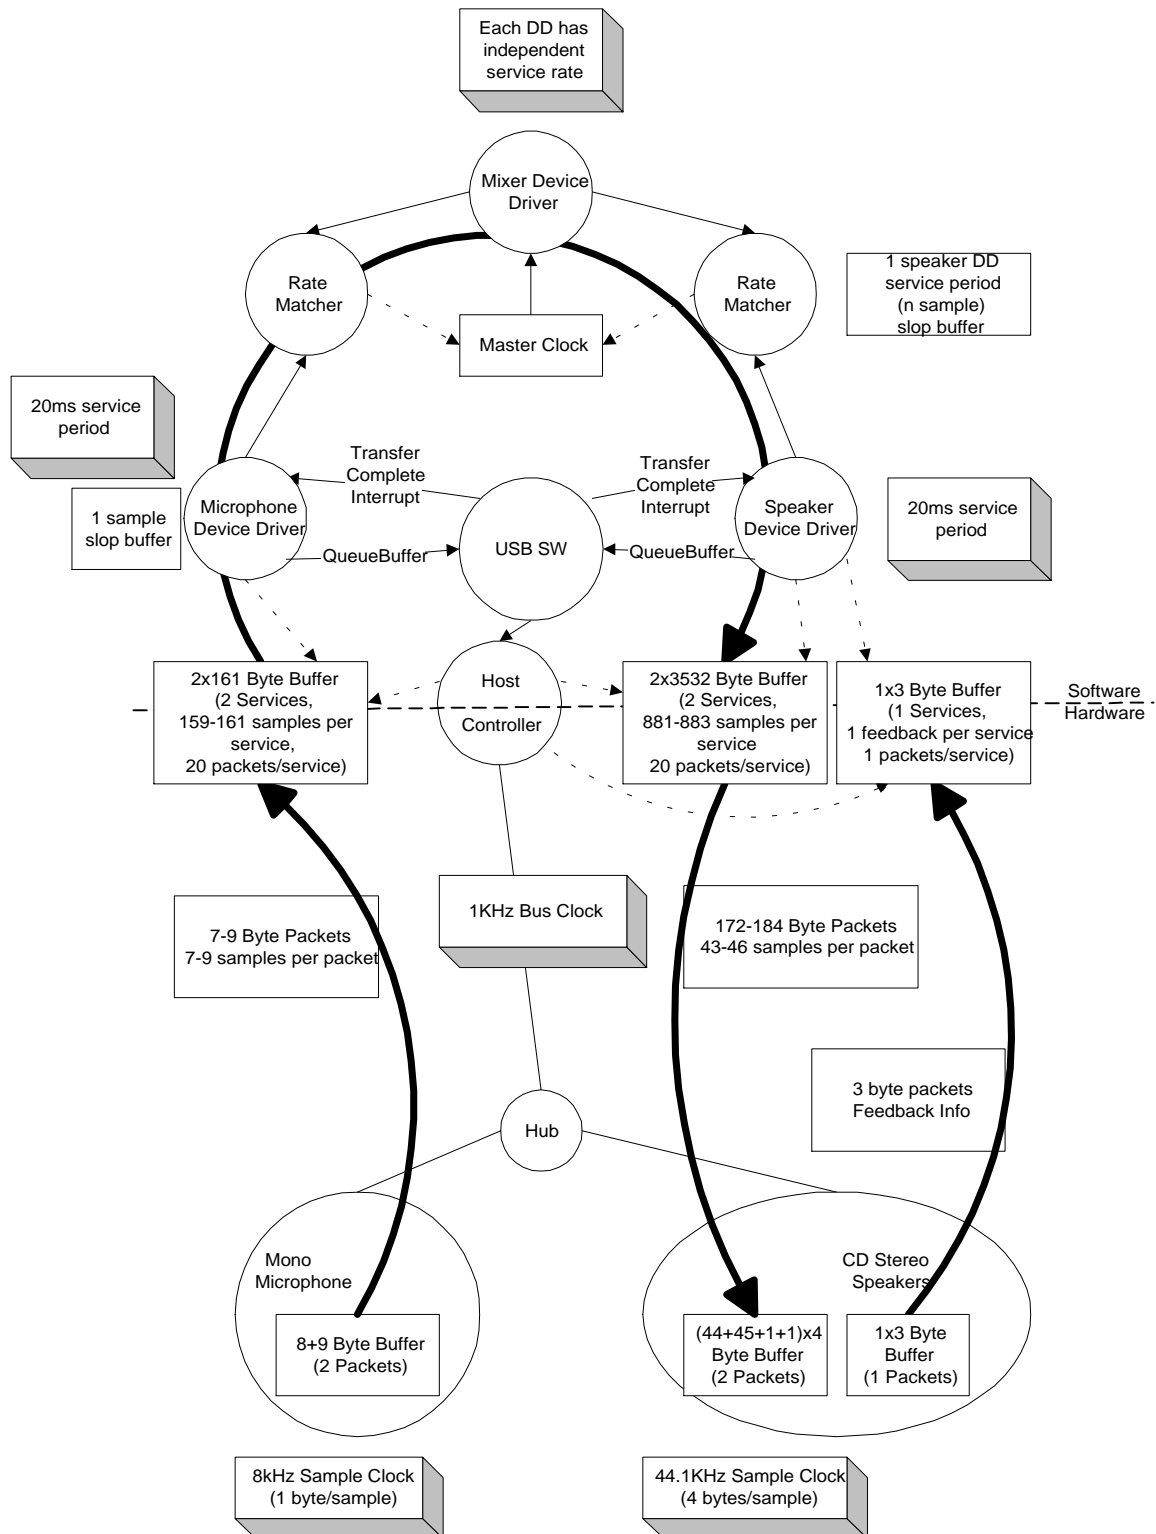 Each DD has
independent
service rate
Mixer Device
Driver
Rate
Matcher
Rate
Matcher
1 speaker DD
service period
(n sample)
slop buffer
Master Clock
20ms service
period
Transfer
Complete
Interrupt
Transfer
Complete
Interrupt
1 sample
slop buffer
Microphone
Device Driver
USB SW
Speaker
Device Driver
20ms service
period
QueueBuffer
QueueBuffer
2x161 Byte Buffer
(2 Services,
159-161 samples per
service,
20 packets/service)
Host
Controller
2x3532 Byte Buffer
(2 Services,
881-883 samples per
service
20 packets/service)
1x3 Byte Buffer
(1 Services,
1 feedback per service
1 packets/service)
Software
Hardware
7-9 Byte Packets
7-9 samples per packet
1KHz Bus Clock
172-184 Byte Packets
43-46 samples per packet
3 byte packets
Feedback Info
Hub
Mono
Microphone
CD Stereo
Speakers
8+9 Byte Buffer
(2 Packets)
(44+45+1+1)x4
Byte Buffer
(2 Packets)
1x3 Byte
Buffer
(1 Packets)
8kHz Sample Clock
(1 byte/sample)
44.1KHz Sample Clock
(4 bytes/sample)